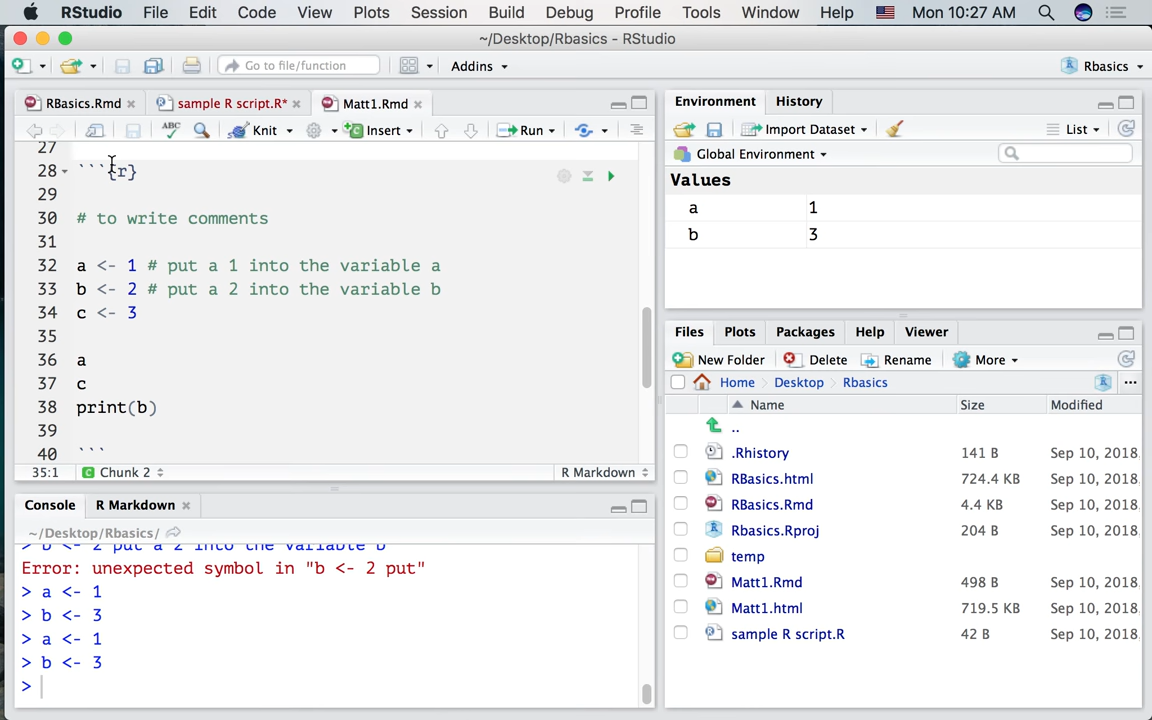 RStudio File Edit Code View Plots Session Build Debug Profile Tools Window Help Mon 10:27 AM
~/Desktop/Rbasics - RStudio
Go to file/function Addins Rbasics
RBasics.Rmd sample R script.R* Matt1.Rmd
ABC Knit Insert Run
27
28 ```{r}
29
30 # to write comments
31
32 a <- 1 # put a 1 into the variable a
33 b <- 2 # put a 2 into the variable b
34 c <- 3
35
36 a
37 c
38 print(b)
39
40 ```
35:1 Chunk 2 R Markdown
Console R Markdown
~/Desktop/Rbasics/
> b <- 2 put a 2 into the variable b
Error: unexpected symbol in "b <- 2 put"
> a <- 1
> b <- 3
> a <- 1
> b <- 3
>
Environment History
Import Dataset List
Global Environment
Values
a 1
b 3
Files Plots Packages Help Viewer
New Folder Delete Rename More
Home Desktop Rbasics
Name Size Modified
..
.Rhistory 141 B Sep 10, 2018
RBasics.html 724.4 KB Sep 10, 2018
RBasics.Rmd 4.4 KB Sep 10, 2018
Rbasics.Rproj 204 B Sep 10, 2018
temp
Matt1.Rmd 498 B Sep 10, 2018
Matt1.html 719.5 KB Sep 10, 2018
sample R script.R 42 B Sep 10, 2018